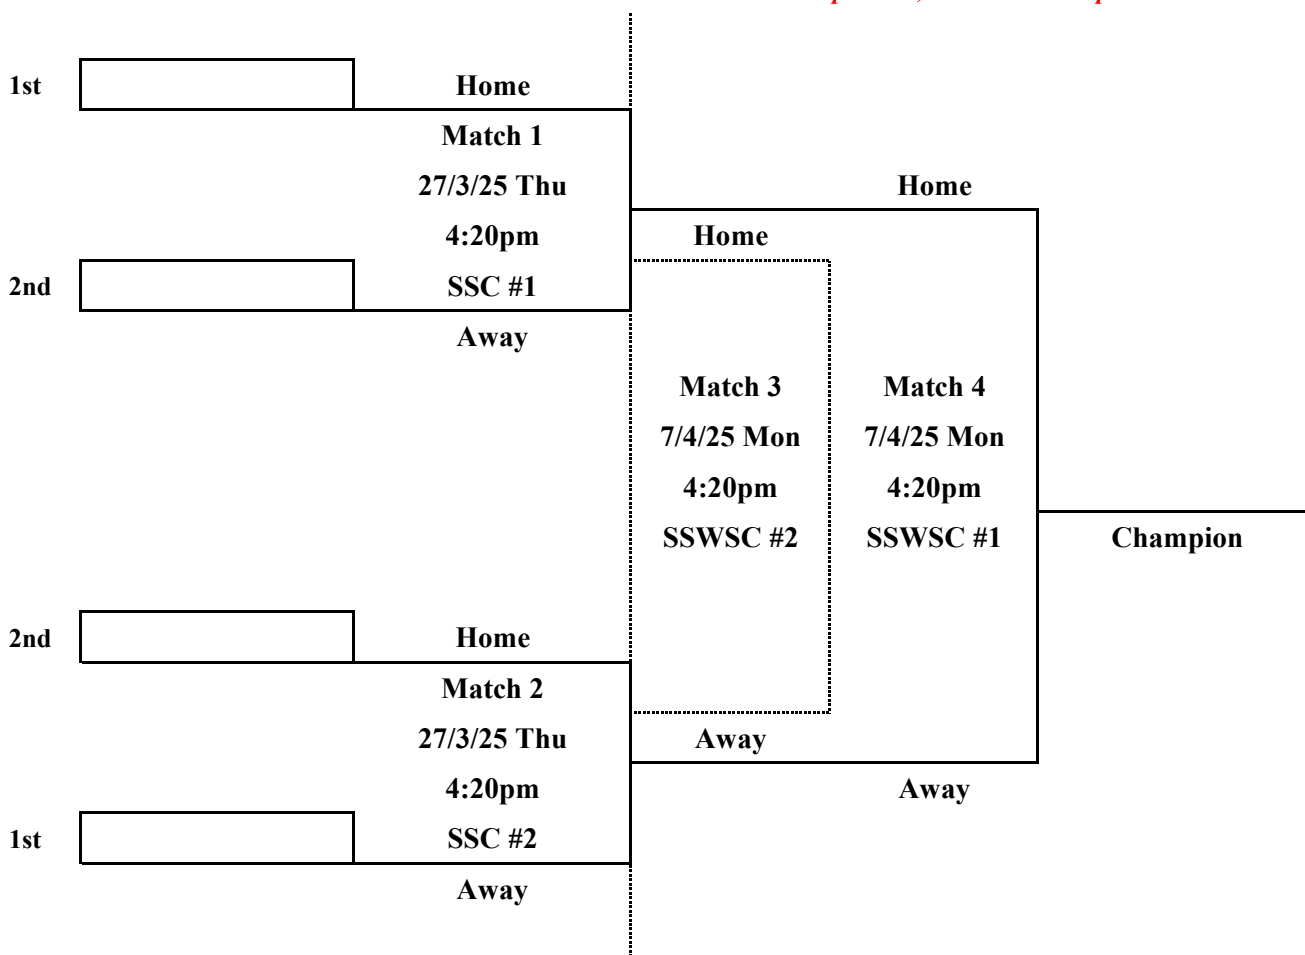 1st Home
Match 1
27/3/25 Thu Home
4:20pm Home
2nd SSC #1
Away
Match 3 Match 4
7/4/25 Mon 7/4/25 Mon
4:20pm 4:20pm
SSWSC #2 SSWSC #1 Champion
2nd Home
Match 2
27/3/25 Thu Away
4:20pm Away
1st SSC #2
Away